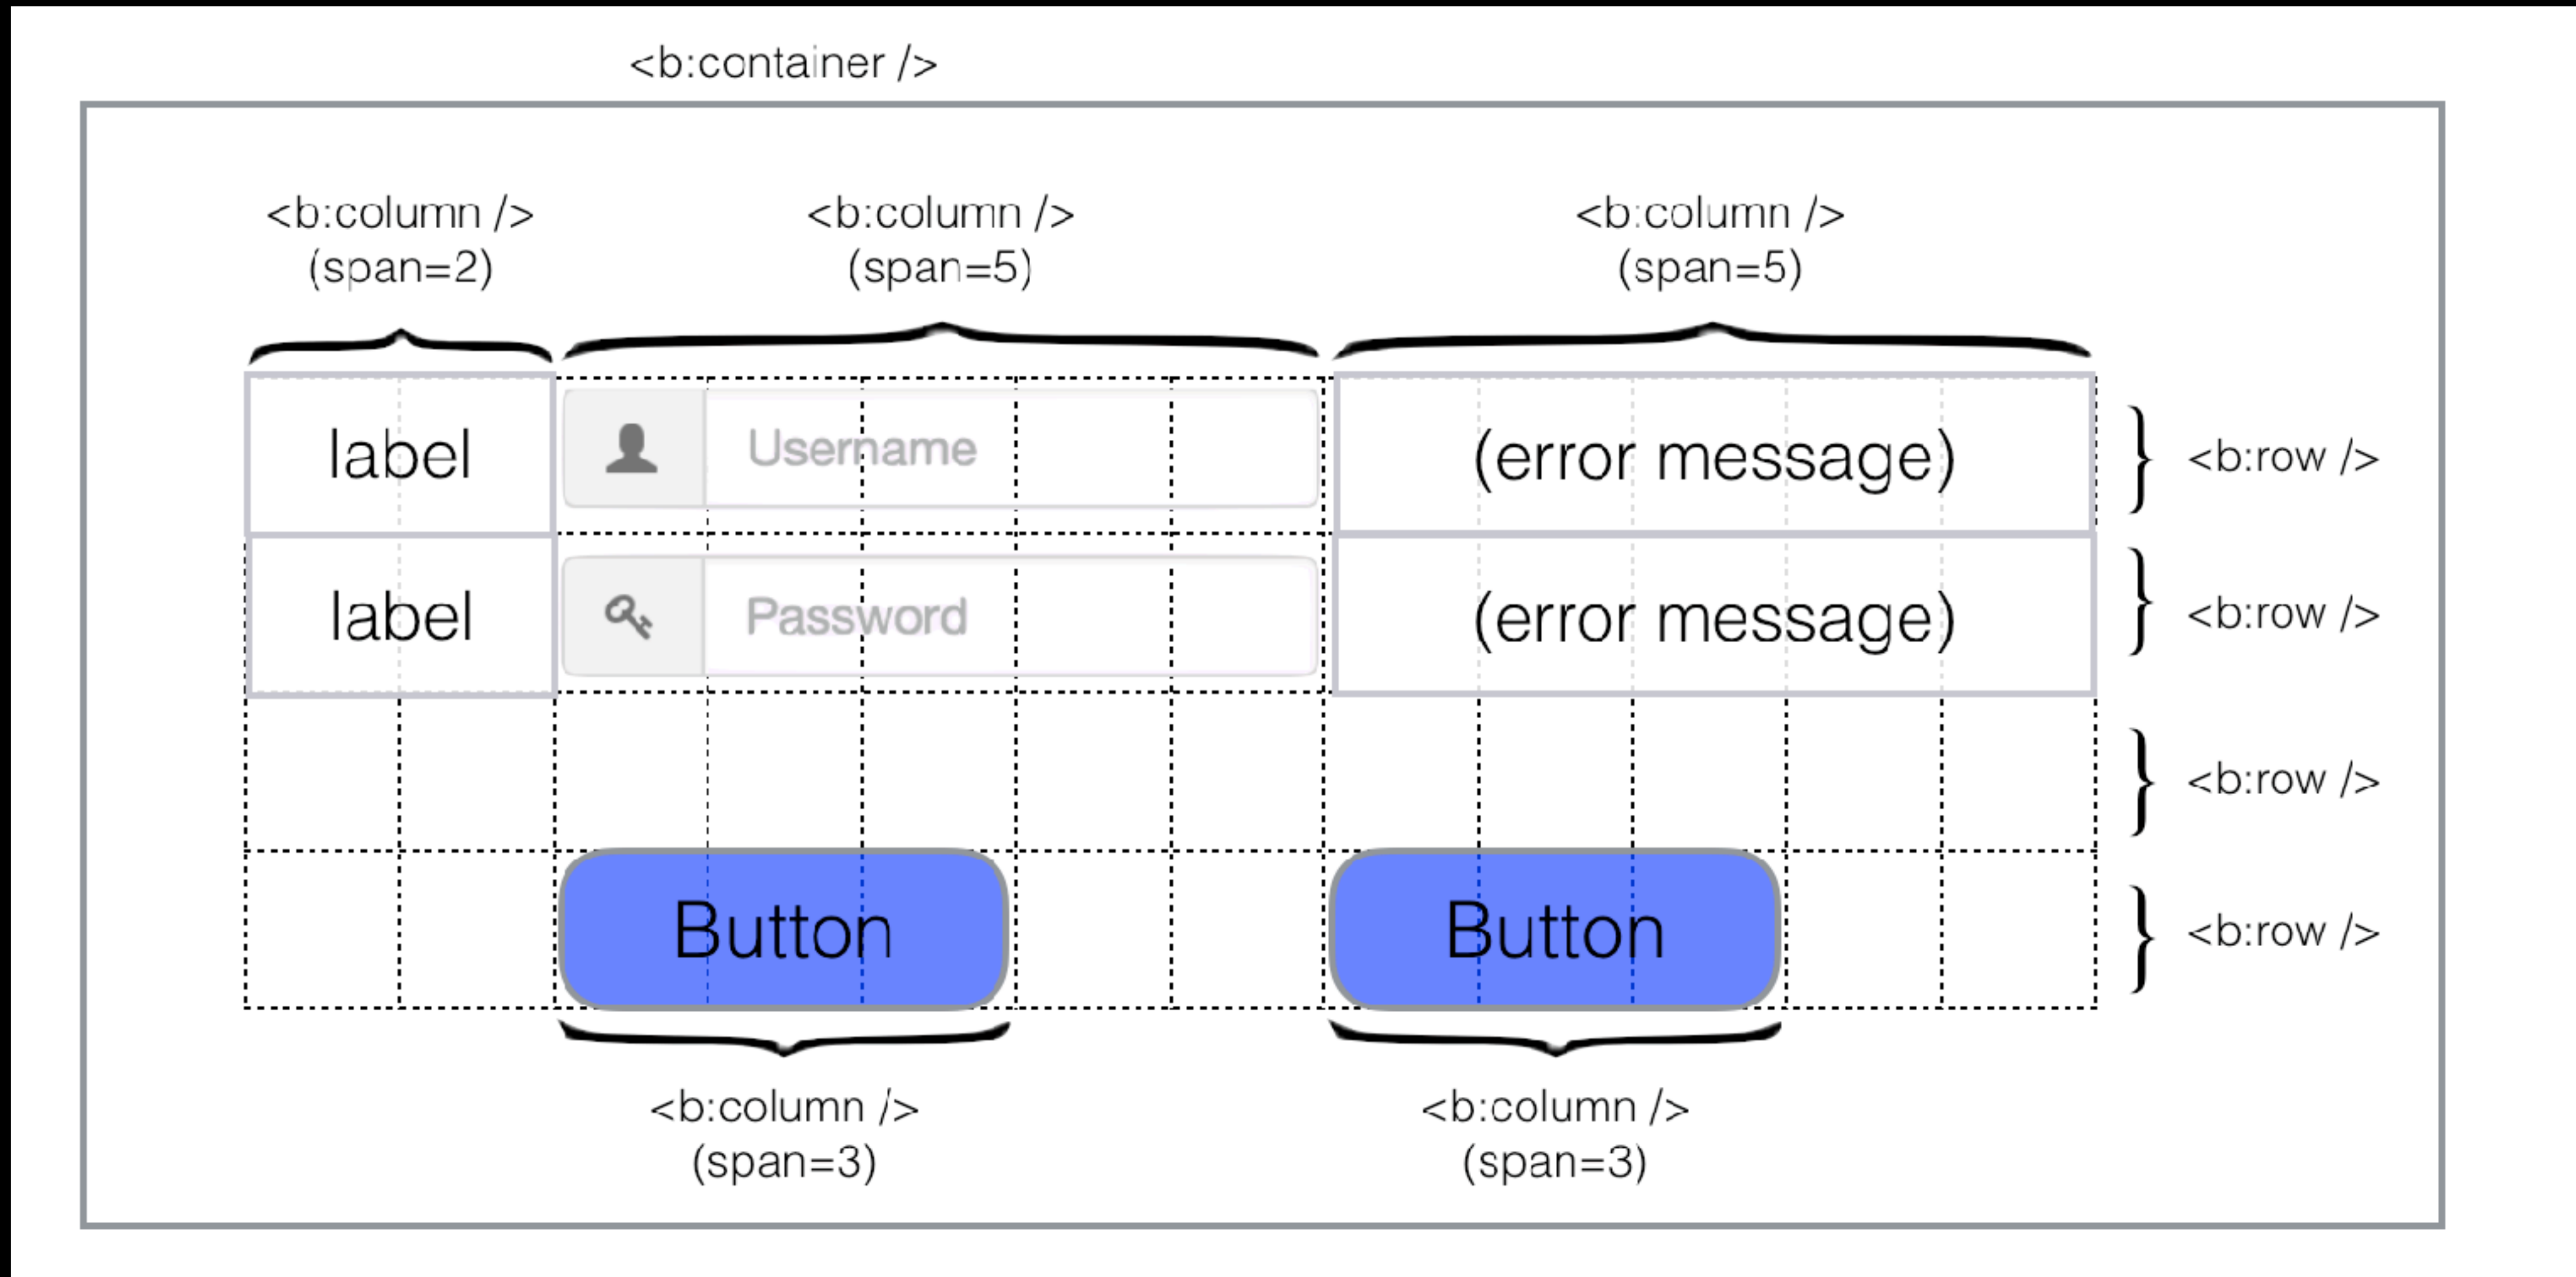 <b:container />
<b:column />
(span=2)
<b:column />
(span=5)
<b:column />
(span=5)
label
Username
(error message)
<b:row />
label
Password
(error message)
<b:row />
<b:row />
Button
Button
<b:row />
<b:column />
(span=3)
<b:column />
(span=3)